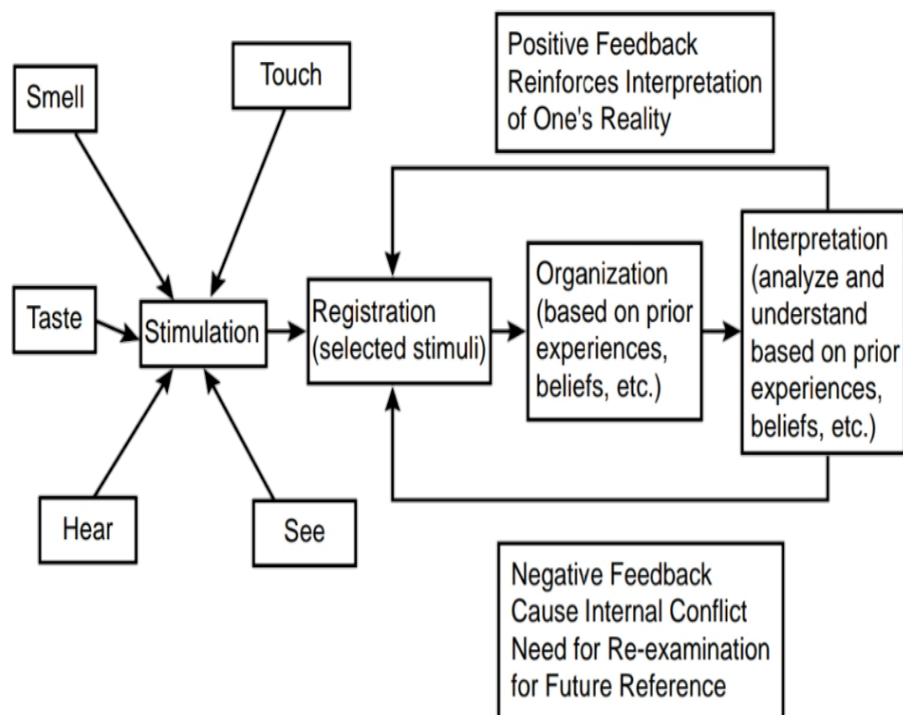 Smell
Touch
Positive Feedback
Reinforces Interpretation
of One's Reality
Taste
Stimulation
Registration
(selected stimuli)
Organization
(based on prior
experiences,
beliefs, etc.)
Interpretation
(analyze and
understand
based on prior
experiences,
beliefs, etc.)
Hear
See
Negative Feedback
Cause Internal Conflict
Need for Re-examination
for Future Reference